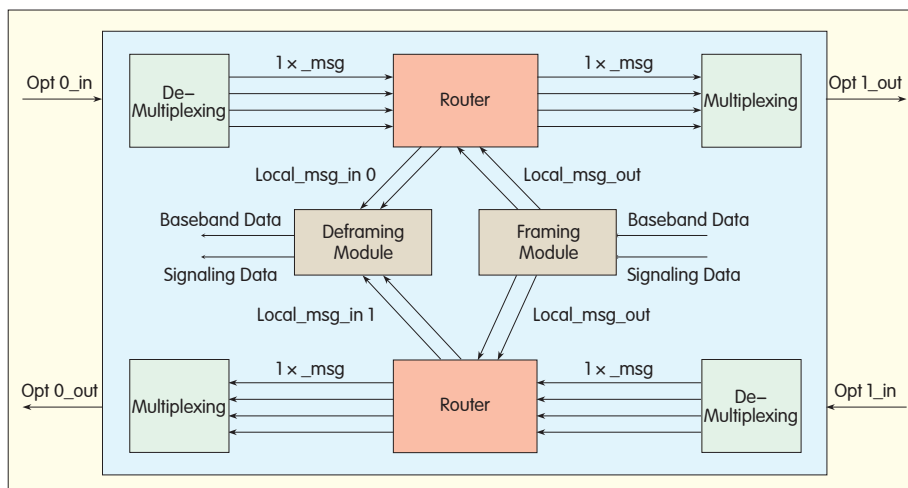 Opt 0_in
De-
Multiplexing
1 × _msg
Router
1 × _msg
Multiplexing
Opt 1_out
Local_msg_in 0
Local_msg_out
Baseband Data
Signaling Data
Deframing
Module
Framing
Module
Baseband Data
Signaling Data
Local_msg_in 1
Local_msg_out
Opt 0_out
Multiplexing
1 × _msg
Router
1 × _msg
De-
Multiplexing
Opt 1_in